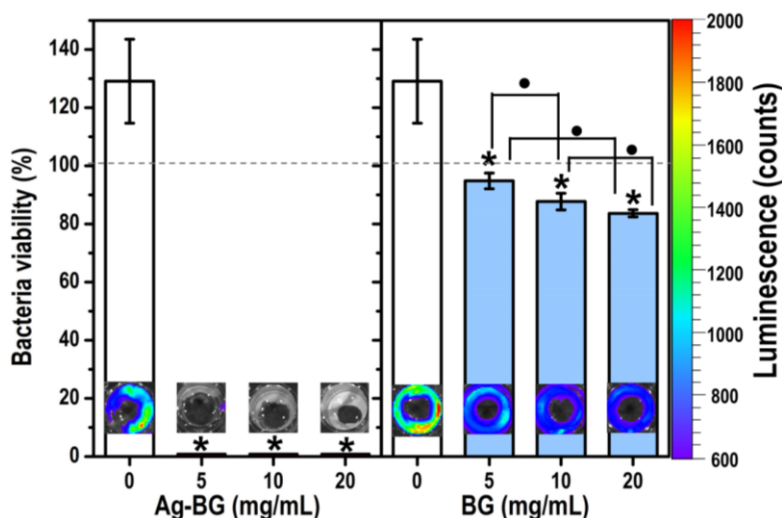 Bacteria viability (%)
140
120
100
80
60
40
20
0
* * *
0 5 10 20
Ag-BG (mg/mL)
• • •
* * *
0 5 10 20
BG (mg/mL)
2000
1800
1600
1400
1200
1000
800
600
Luminescence (counts)